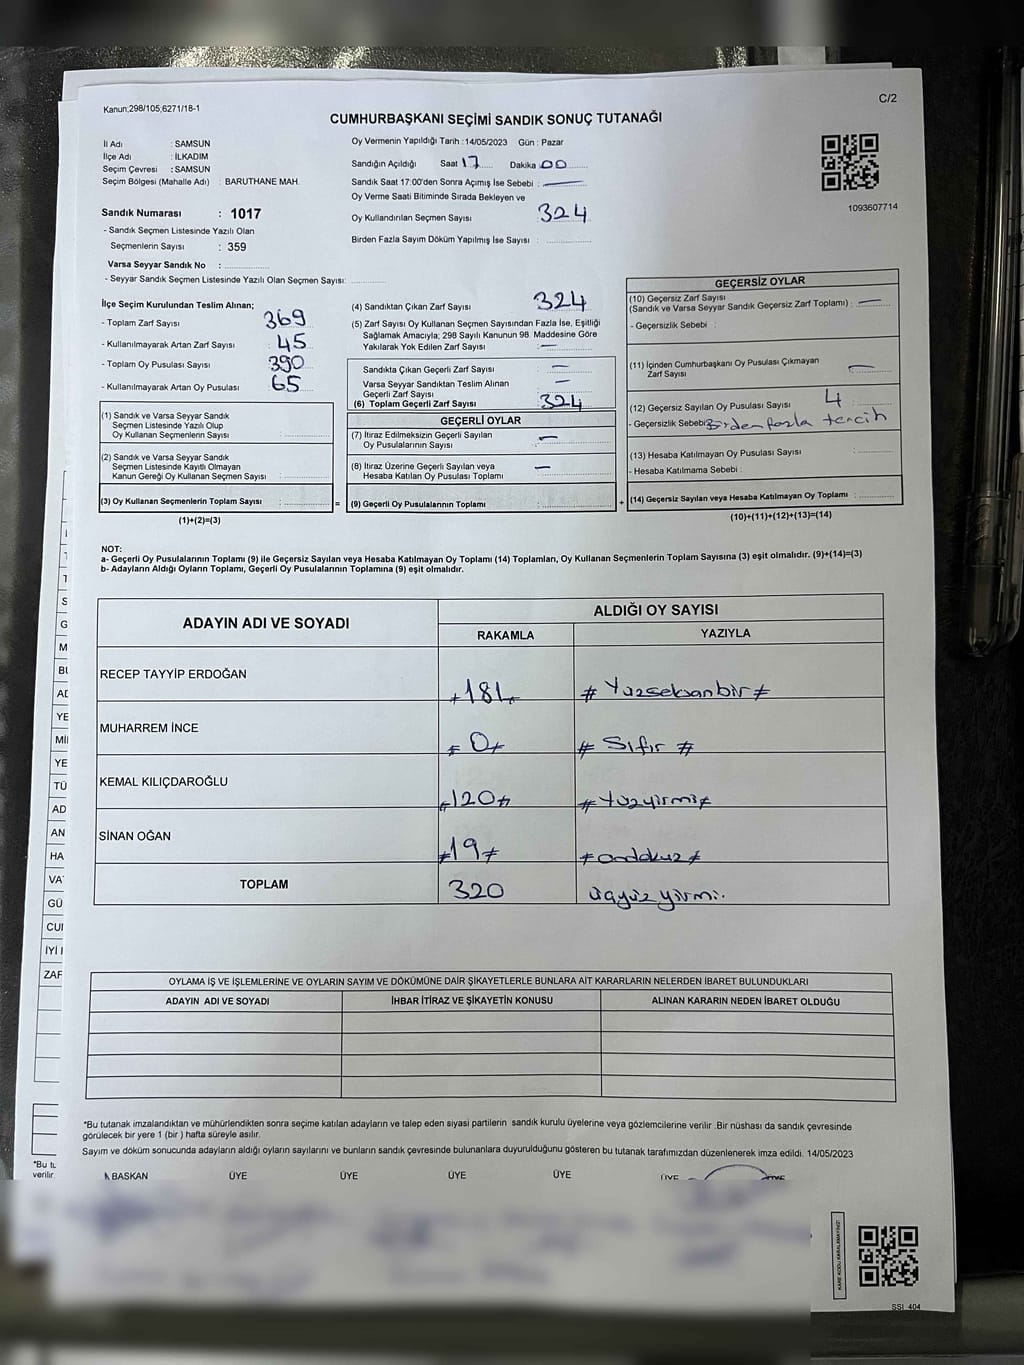 Kanun;298/105,6271/18-1
C/2
CUMHURBAŞKANI SEÇİMİ SANDIK SONUÇ TUTANAĞI
İl Adı : SAMSUN
İlçe Adı : İLKADIM
Seçim Çevresi : SAMSUN
Seçim Bölgesi (Mahalle Adı) : BARUTHANE MAH.
Sandık Numarası : 1017
- Sandık Seçmen Listesinde Yazılı Olan
Seçmenlerin Sayısı : 359
Varsa Seyyar Sandık No :
- Seyyar Sandık Seçmen Listesinde Yazılı Olan Seçmen Sayısı:
Oy Vermenin Yapıldığı Tarih :14/05/2023 Gün : Pazar
Sandığın Açıldığı Saat 17 Dakika 00
Sandık Saat 17:00'den Sonra Açımış İse Sebebi :
Oy Verme Saati Bitiminde Sırada Bekleyen ve
Oy Kullandırılan Seçmen Sayısı : 324
Birden Fazla Sayım Döküm Yapılmış İse Sayısı :
1093607714
İlçe Seçim Kurulundan Teslim Alınan;
- Toplam Zarf Sayısı : 369
- Kullanılmayarak Artan Zarf Sayısı : 45
- Toplam Oy Pusulası Sayısı : 390
- Kullanılmayarak Artan Oy Pusulası : 65
(1) Sandık ve Varsa Seyyar Sandık
Seçmen Listesinde Yazılı Olup
Oy Kullanan Seçmenlerin Sayısı :
(2) Sandık ve Varsa Seyyar Sandık
Seçmen Listesinde Kayıtlı Olmayan
Kanun Gereği Oy Kullanan Seçmen Sayısı :
(3) Oy Kullanan Seçmenlerin Toplam Sayısı :
(1)+(2)=(3)
(4) Sandıktan Çıkan Zarf Sayısı : 324
(5) Zarf Sayısı Oy Kullanan Seçmen Sayısından Fazla İse, Eşitliği
Sağlamak Amacıyla; 298 Sayılı Kanunun 98. Maddesine Göre
Yakılarak Yok Edilen Zarf Sayısı : —
Sandıkta Çıkan Geçerli Zarf Sayısı : —
Varsa Seyyar Sandıktan Teslim Alınan
Geçerli Zarf Sayısı : —
(6) Toplam Geçerli Zarf Sayısı : 324
GEÇERLİ OYLAR
(7) İtiraz Edilmeksizin Geçerli Sayılan
Oy Pusulalarının Sayısı : —
(8) İtiraz Üzerine Geçerli Sayılan veya
Hesaba Katılan Oy Pusulası Toplamı : —
= (9) Geçerli Oy Pusulalarının Toplamı :
GEÇERSİZ OYLAR
(10) Geçersiz Zarf Sayısı
(Sandık ve Varsa Seyyar Sandık Geçersiz Zarf Toplamı) : —
- Geçersizlik Sebebi :
(11) İçinden Cumhurbaşkanı Oy Pusulası Çıkmayan
Zarf Sayısı : —
(12) Geçersiz Sayılan Oy Pusulası Sayısı : 4
- Geçersizlik Sebebi: Birden fazla tercih
(13) Hesaba Katılmayan Oy Pusulası Sayısı :
- Hesaba Katılmama Sebebi :
+ (14) Geçersiz Sayılan veya Hesaba Katılmayan Oy Toplamı :
(10)+(11)+(12)+(13)=(14)
NOT:
a- Geçerli Oy Pusulalarının Toplamı (9) ile Geçersiz Sayılan veya Hesaba Katılmayan Oy Toplamı (14) Toplamları, Oy Kullanan Seçmenlerin Toplam Sayısına (3) eşit olmalıdır. (9)+(14)=(3)
b- Adayların Aldığı Oyların Toplamı, Geçerli Oy Pusulalarının Toplamına (9) eşit olmalıdır.
ADAYIN ADI VE SOYADI
ALDIĞI OY SAYISI
RAKAMLA YAZIYLA
RECEP TAYYİP ERDOĞAN 181 # Yüzseksenbir #
MUHARREM İNCE # 0 # # Sıfır #
KEMAL KILIÇDAROĞLU # 120 # # Yüzyirmi #
SİNAN OĞAN # 19 # # ondokuz #
TOPLAM 320 üçyüz yirmi.
OYLAMA İŞ VE İŞLEMLERİNE VE OYLARIN SAYIM VE DÖKÜMÜNE DAİR ŞİKAYETLERLE BUNLARA AİT KARARLARIN NELERDEN İBARET BULUNDUKLARI
ADAYIN ADI VE SOYADI İHBAR İTİRAZ VE ŞİKAYETİN KONUSU ALINAN KARARIN NEDEN İBARET OLDUĞU
*Bu tutanak imzalandıktan ve mühürlendikten sonra seçime katılan adayların ve talep eden siyasi partilerin sandık kurulu üyelerine veya gözlemcilerine verilir .Bir nüshası da sandık çevresinde
görülecek bir yere 1 (bir ) hafta süreyle asılır.
Sayım ve döküm sonucunda adayların aldığı oyların sayılarını ve bunların sandık çevresinde bulunanlara duyurulduğunu gösteren bu tutanak tarafımızdan düzenlenerek imza edildi. 14/05/2023
BAŞKAN ÜYE ÜYE ÜYE ÜYE ÜYE ÜYE
SSI 404